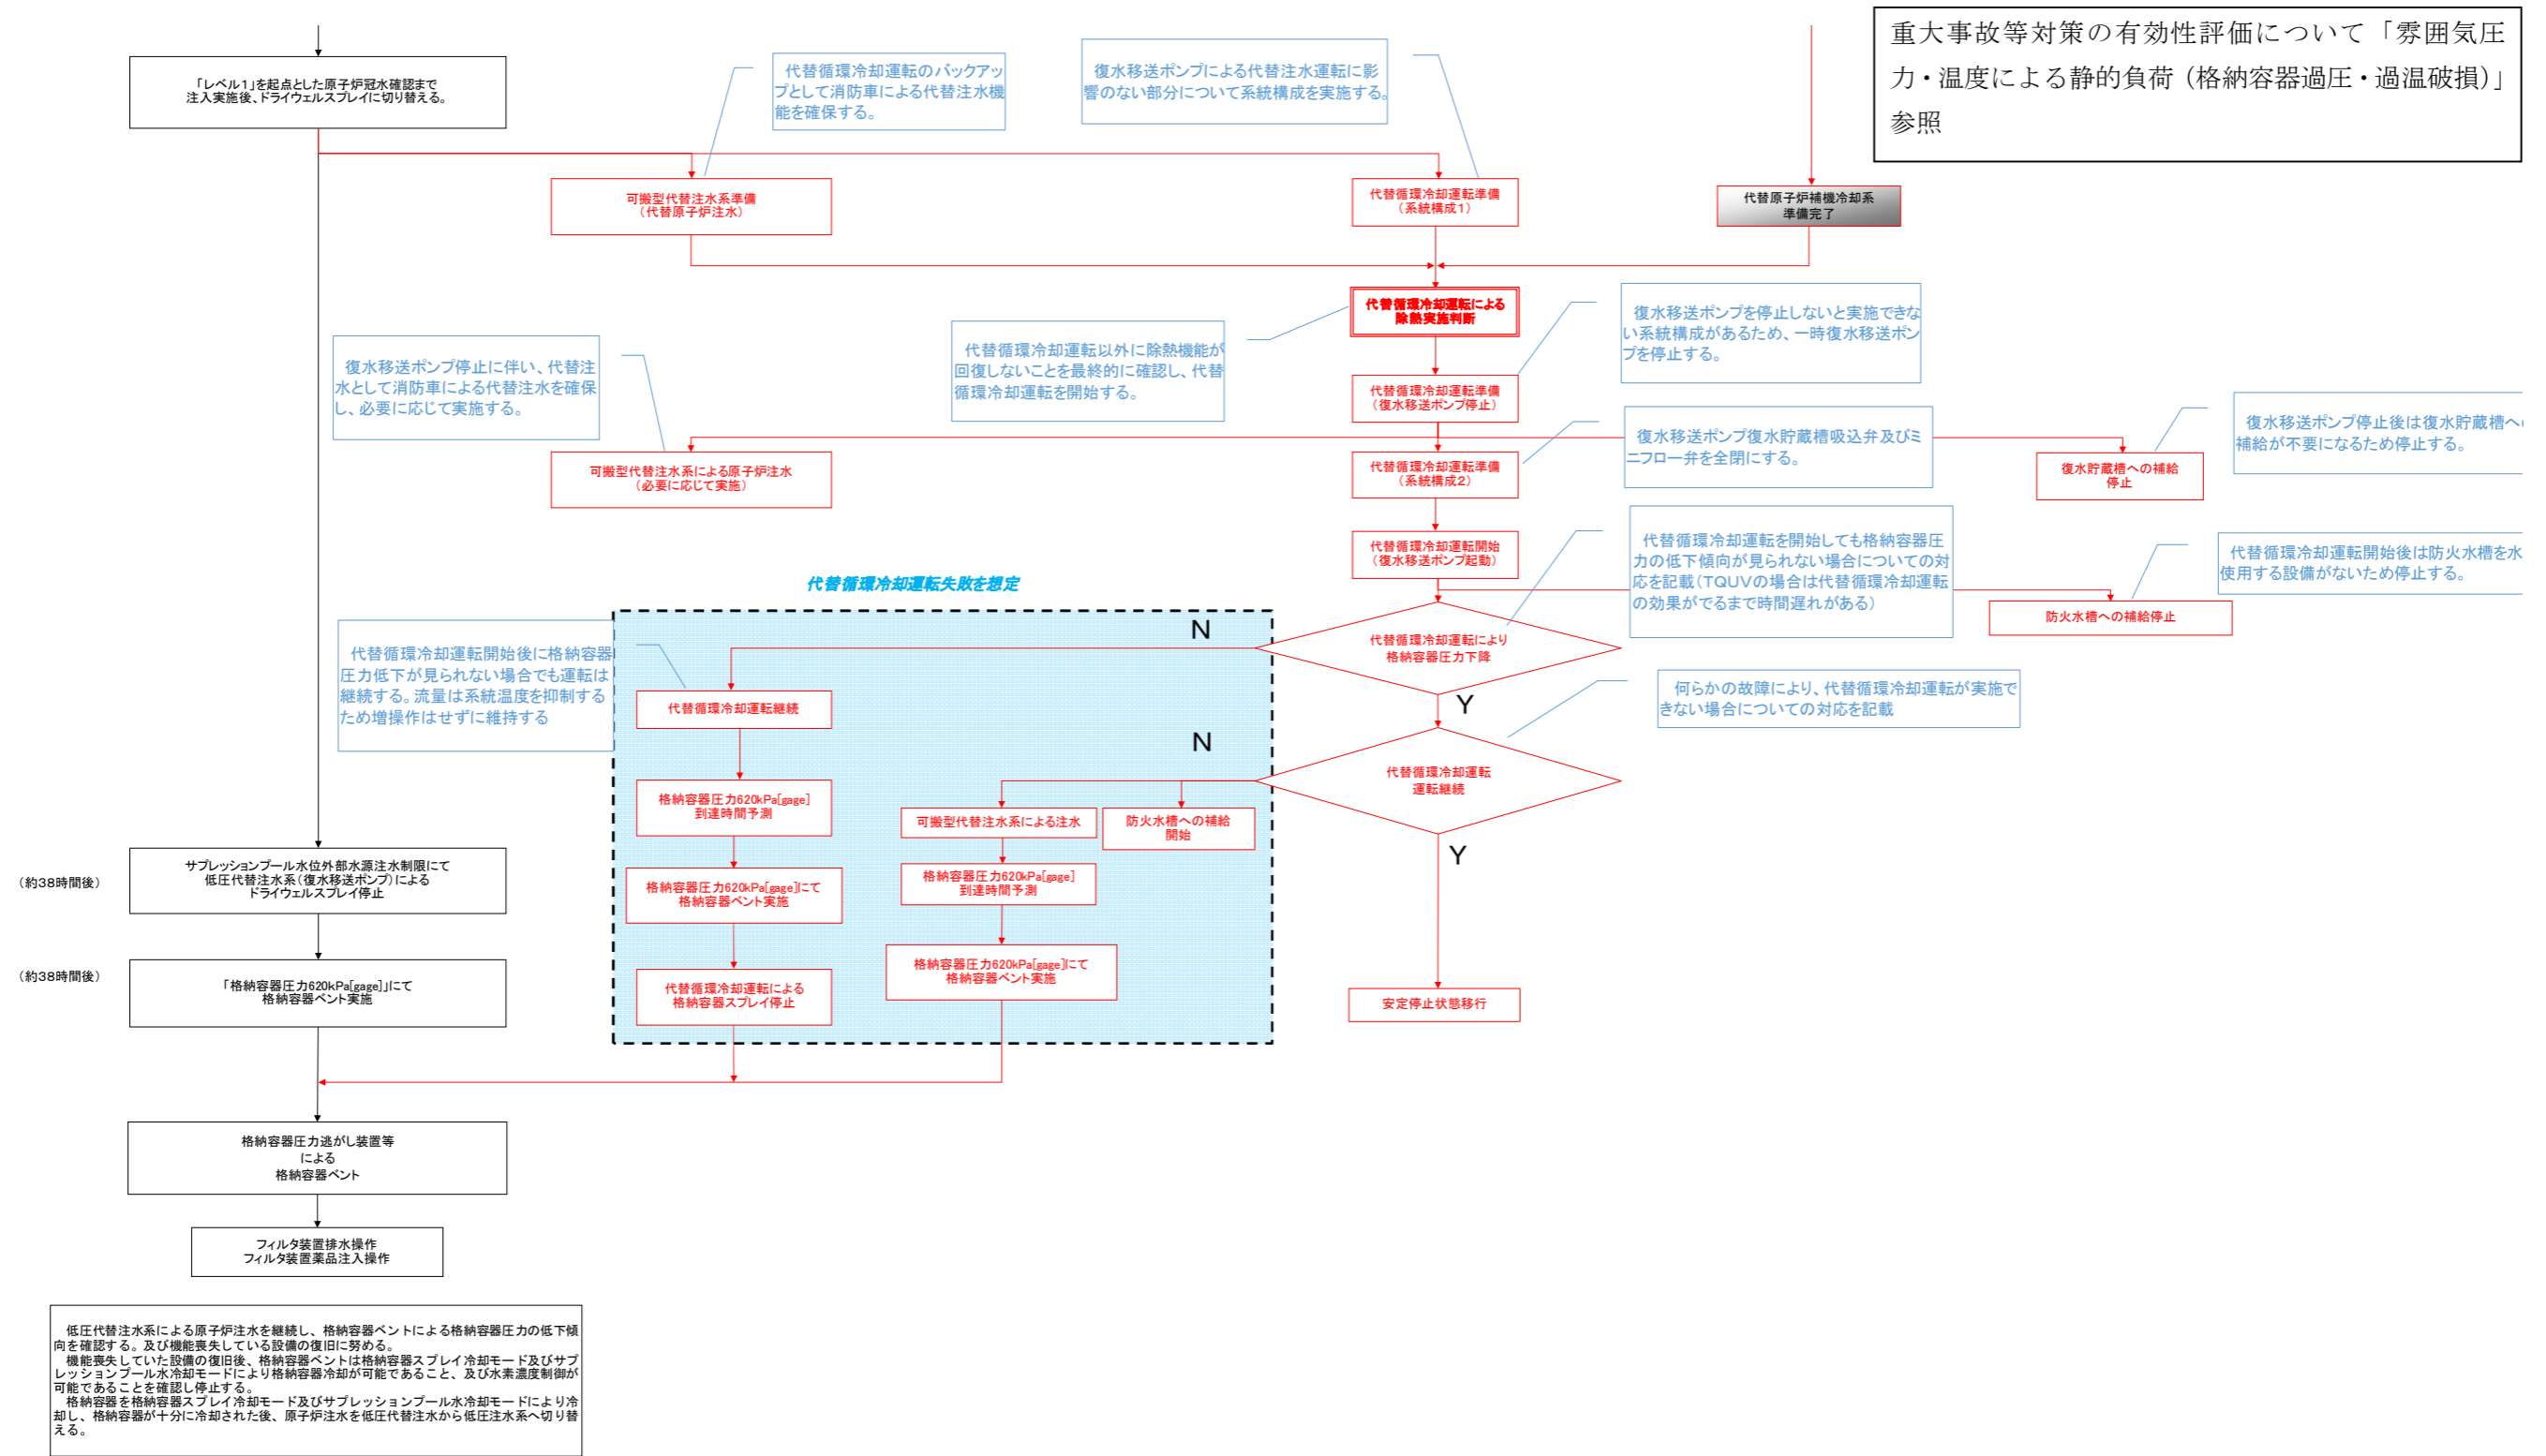 重大事故等対策の有効性評価について「雰囲気圧
力・温度による静的負荷（格納容器過圧・過温破損）」
参照
「レベル1」を起点とした原子炉冠水確認まで
注入実施後、ドライウェルスプレイに切り替える。
代替循環冷却運転のバックアッ
プとして消防車による代替注水機
能を確保する。
復水移送ポンプによる代替注水運転に影
響のない部分について系統構成を実施する。
可搬型代替注水系準備
（代替原子炉注水）
代替循環冷却運転準備
（系統構成1）
代替原子炉補機冷却系
準備完了
代替循環冷却運転による
除熱実施判断
復水移送ポンプを停止しないと実施できな
い系統構成があるため、一時復水移送ポン
プを停止する。
代替循環冷却運転以外に除熱機能が
回復しないことを最終的に確認し、代替
循環冷却運転を開始する。
復水移送ポンプ停止に伴い、代替注
水として消防車による代替注水を確保
し、必要に応じて実施する。
代替循環冷却運転準備
（復水移送ポンプ停止）
復水移送ポンプ停止後は復水貯蔵槽へ
補給が不要になるため停止する。
復水移送ポンプ復水貯蔵槽吸込弁及びミ
ニフロー弁を全閉にする。
可搬型代替注水系による原子炉注水
（必要に応じて実施）
代替循環冷却運転準備
（系統構成2）
復水貯蔵槽への補給
停止
代替循環冷却運転開始
（復水移送ポンプ起動）
代替循環冷却運転を開始しても格納容器圧
力の低下傾向が見られない場合についての対
応を記載（TQUVの場合は代替循環冷却運転
の効果がでるまで時間遅れがある）
代替循環冷却運転開始後は防火水槽を水
使用する設備がないため停止する。
防火水槽への補給停止
代替循環冷却運転失敗を想定
N
代替循環冷却運転により
格納容器圧力下降
代替循環冷却運転開始後に格納容器
圧力低下が見られない場合でも運転は
継続する。流量は系統温度を抑制する
ため増操作はせずに維持する
代替循環冷却運転継続
Y
何らかの故障により、代替循環冷却運転が実施で
きない場合についての対応を記載
N
代替循環冷却運転
運転継続
格納容器圧力620kPa[gage]
到達時間予測
可搬型代替注水系による注水
防火水槽への補給
開始
Y
（約38時間後）
サプレッションプール水位外部水源注水制限にて
低圧代替注水系（復水移送ポンプ）による
ドライウェルスプレイ停止
格納容器圧力620kPa[gage]にて
格納容器ベント実施
格納容器圧力620kPa[gage]
到達時間予測
（約38時間後）
「格納容器圧力620kPa[gage]」にて
格納容器ベント実施
代替循環冷却運転による
格納容器スプレイ停止
格納容器圧力620kPa[gage]にて
格納容器ベント実施
安定停止状態移行
格納容器圧力逃がし装置等
による
格納容器ベント
フィルタ装置排水操作
フィルタ装置薬品注入操作
低圧代替注水系による原子炉注水を継続し、格納容器ベントによる格納容器圧力の低下傾
向を確認する。及び機能喪失している設備の復旧に努める。
機能喪失していた設備の復旧後、格納容器ベントは格納容器スプレイ冷却モード及びサプ
レッションプール水冷却モードにより格納容器冷却が可能であること、及び水素濃度制御が
可能であることを確認し停止する。
格納容器を格納容器スプレイ冷却モード及びサプレッションプール水冷却モードにより冷
却し、格納容器が十分に冷却された後、原子炉注水を低圧代替注水から低圧注水系へ切り替
える。